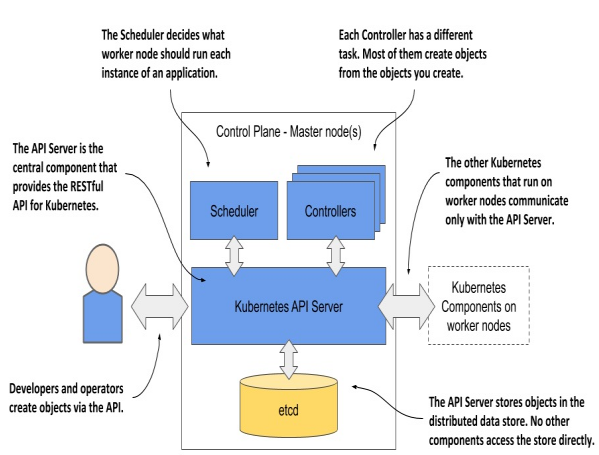 The Scheduler decides what
worker node should run each
instance of an application.
Each Controller has a different
task. Most of them create objects
from the objects you create.
Control Plane - Master node(s)
The API Server is the
central component that
provides the RESTful
API for Kubernetes.
The other Kubernetes
components that run on
worker nodes communicate
only with the API Server.
Scheduler
Controllers
Kubernetes API Server
Kubernetes
Components on
worker nodes
Developers and operators
create objects via the API.
etcd
The API Server stores objects in the
distributed data store. No other
components access the store directly.